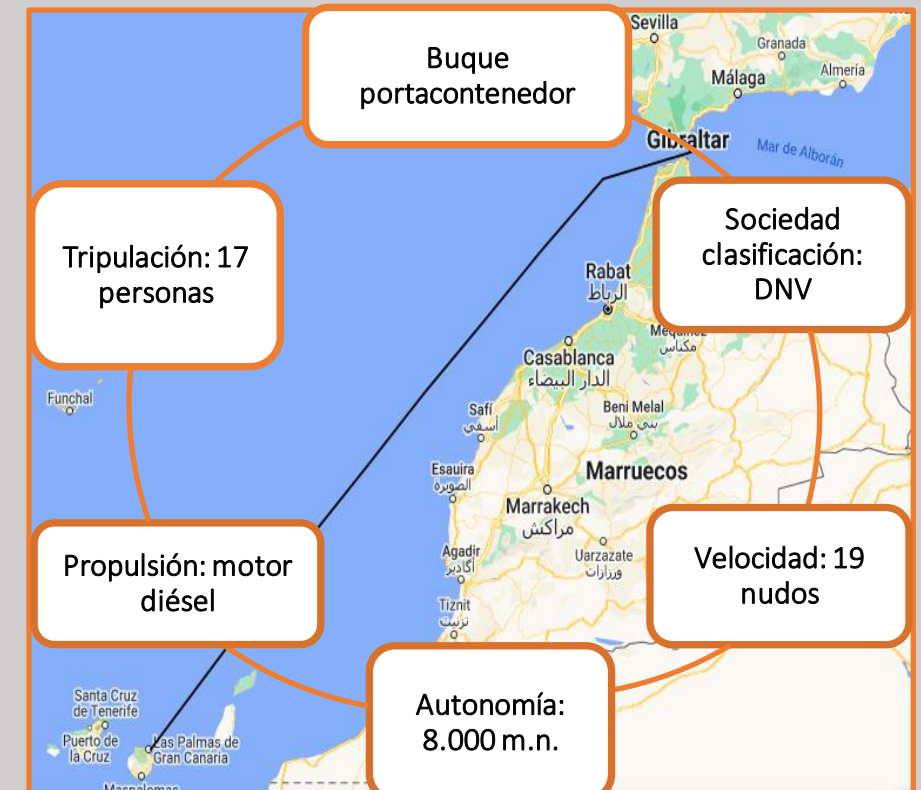 Sevilla
Granada
Málaga
Almería
Buque
portacontenedor
Gibraltar
Mar de Alborán
Tripulación: 17
personas
Sociedad
clasificación:
DNV
Rabat
الرباط
مكناس
Casablanca
الدار البيضاء
Funchal
Safí
آسفي
Beni Melal
بني ملال
Esauira
الصويرة
Marruecos
Marrakech
مراكش
Agadir
أكادير
Uarzazate
ورزازات
Propulsión: motor
diésel
Velocidad: 19
nudos
Tiznit
تزنيت
Autonomía:
8.000 m.n.
Santa Cruz
de Tenerife
Puerto de
la Cruz
Las Palmas de
Gran Canaria